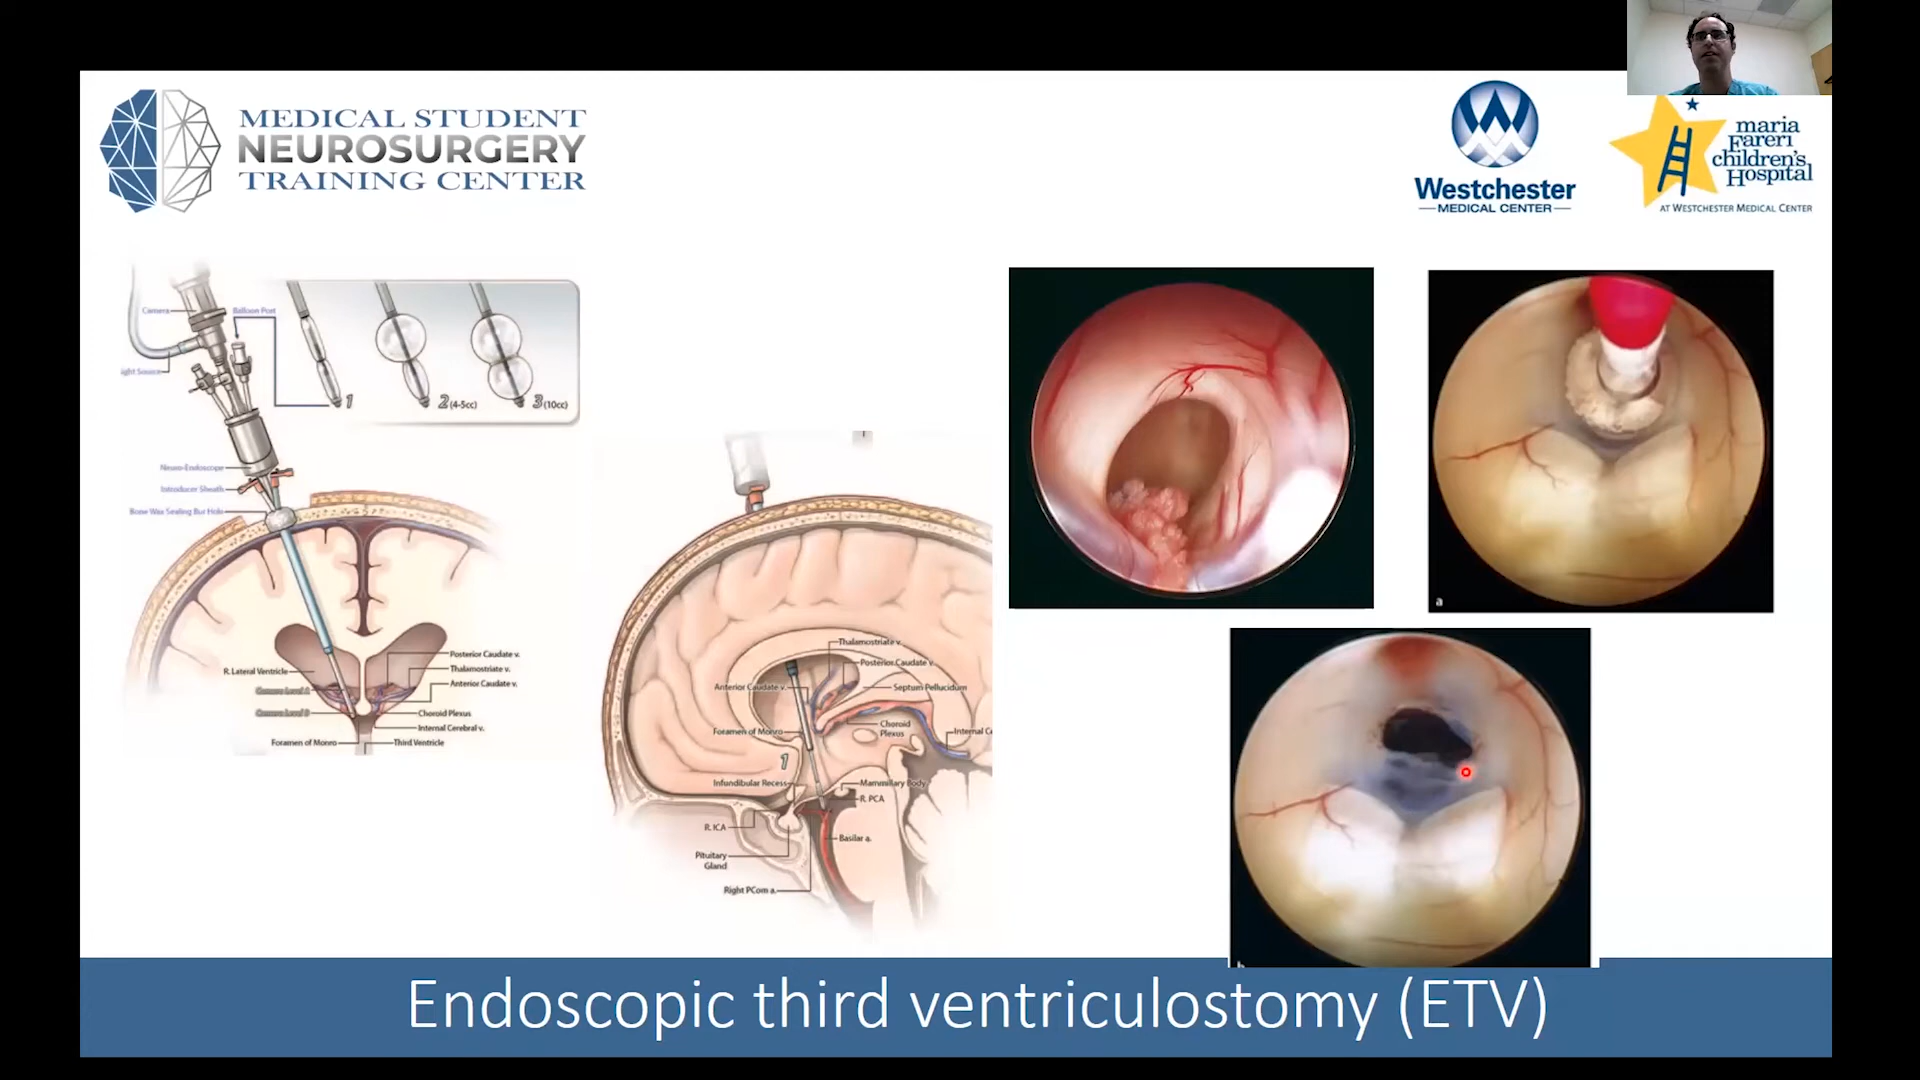 MEDICAL STUDENT
NEUROSURGERY
TRAINING CENTER
Westchester
MEDICAL CENTER
maria
Fareri
children's
Hospital
AT WESTCHESTER MEDICAL CENTER
Camera
Balloon Port
ight Source
1
2 (4-5cc)
3 (10cc)
Neuro-Endoscope
Introducer Sheath
Bone Wax Sealing Bur Hole
R. Lateral Ventricle
Foramen of Monro
Posterior Caudate v.
Thalamostriate v.
Anterior Caudate v.
Choroid Plexus
Internal Cerebral v.
Third Ventricle
Thalamostriate v.
Posterior Caudate v.
Anterior Caudate v.
Septum Pellucidum
Choroid
Plexus
Foramen of Monro
Internal Ce
1
Infundibular Recess
Mammillary Body
R. PCA
R. ICA
Basilar a.
Pituitary
Gland
Right PCom a.
a
Endoscopic third ventriculostomy (ETV)